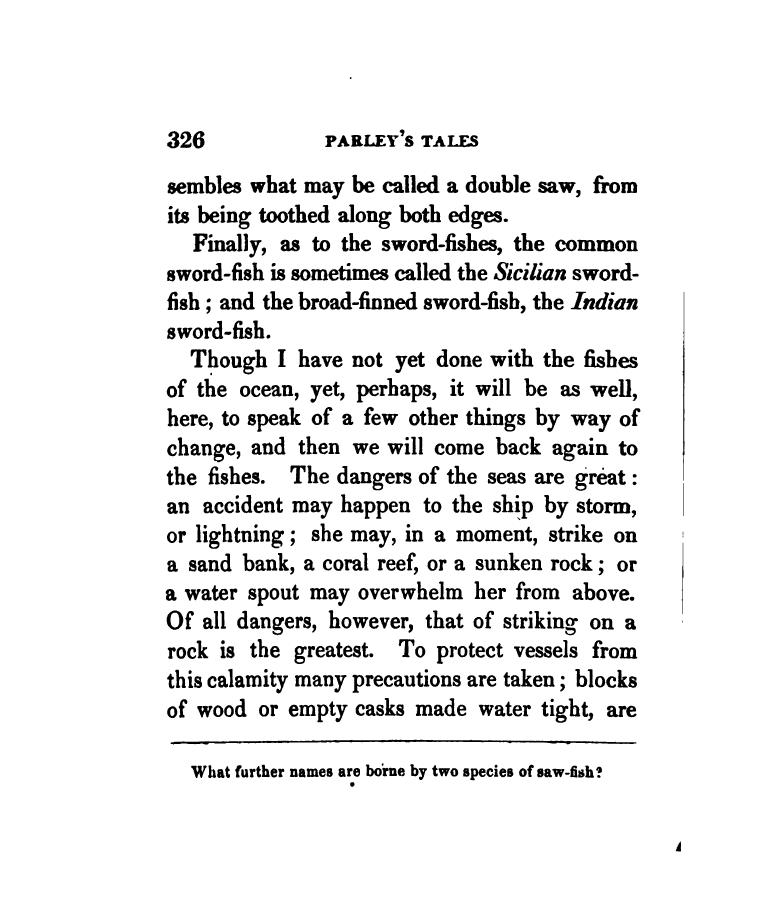 326 PARLEY'S TALES
sembles what may be called a double saw, from
its being toothed along both edges.
Finally, as to the sword-fishes, the common
sword-fish is sometimes called the Sicilian sword-
fish ; and the broad-finned sword-fish, the Indian
sword-fish.
Though I have not yet done with the fishes
of the ocean, yet, perhaps, it will be as well,
here, to speak of a few other things by way of
change, and then we will come back again to
the fishes. The dangers of the seas are great :
an accident may happen to the ship by storm,
or lightning ; she may, in a moment, strike on
a sand bank, a coral reef, or a sunken rock ; or
a water spout may overwhelm her from above.
Of all dangers, however, that of striking on a
rock is the greatest. To protect vessels from
this calamity many precautions are taken ; blocks
of wood or empty casks made water tight, are
What further names are borne by two species of saw-fish?